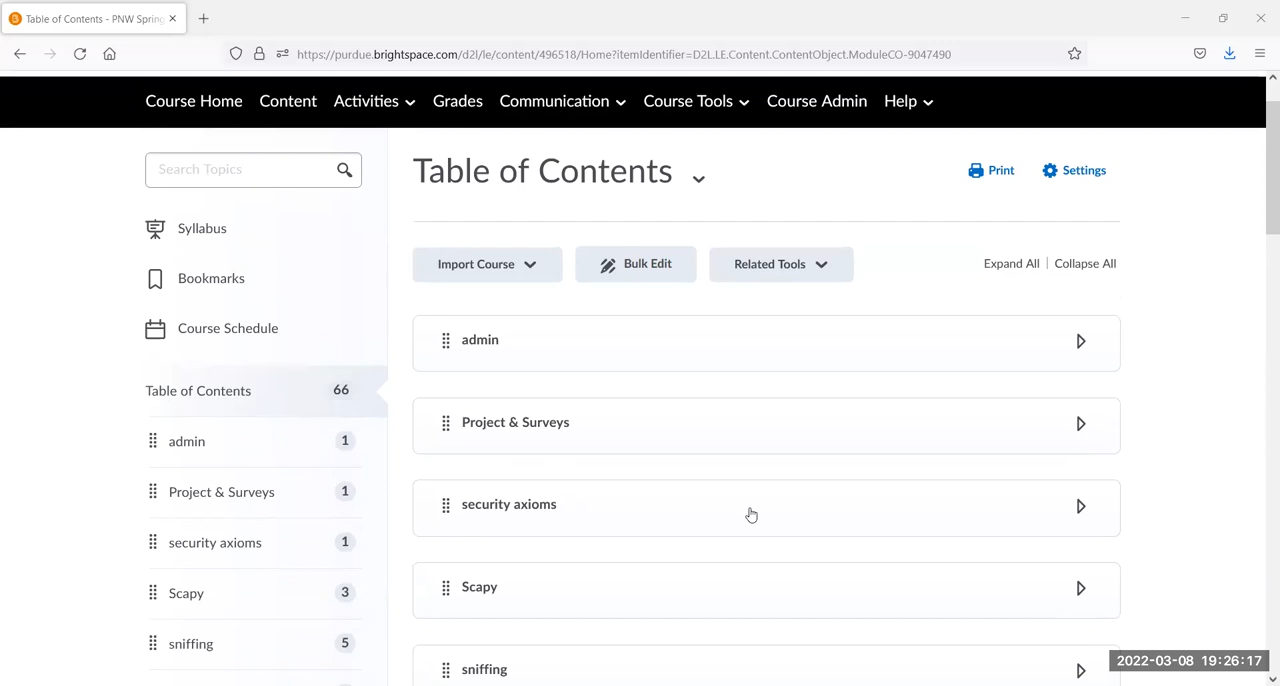 Table of Contents - PNW Spring
https://purdue.brightspace.com/d2l/le/content/496518/Home?itemIdentifier=D2L.LE.Content.ContentObject.ModuleCO-9047490
Course Home Content Activities Grades Communication Course Tools Course Admin Help
Search Topics
Table of Contents
Print Settings
Syllabus
Import Course Bulk Edit Related Tools Expand All | Collapse All
Bookmarks
Course Schedule
admin
Table of Contents 66
Project & Surveys
admin 1
Project & Surveys 1
security axioms
security axioms 1
Scapy
Scapy 3
sniffing 5
sniffing
2022-03-08 19:26:17